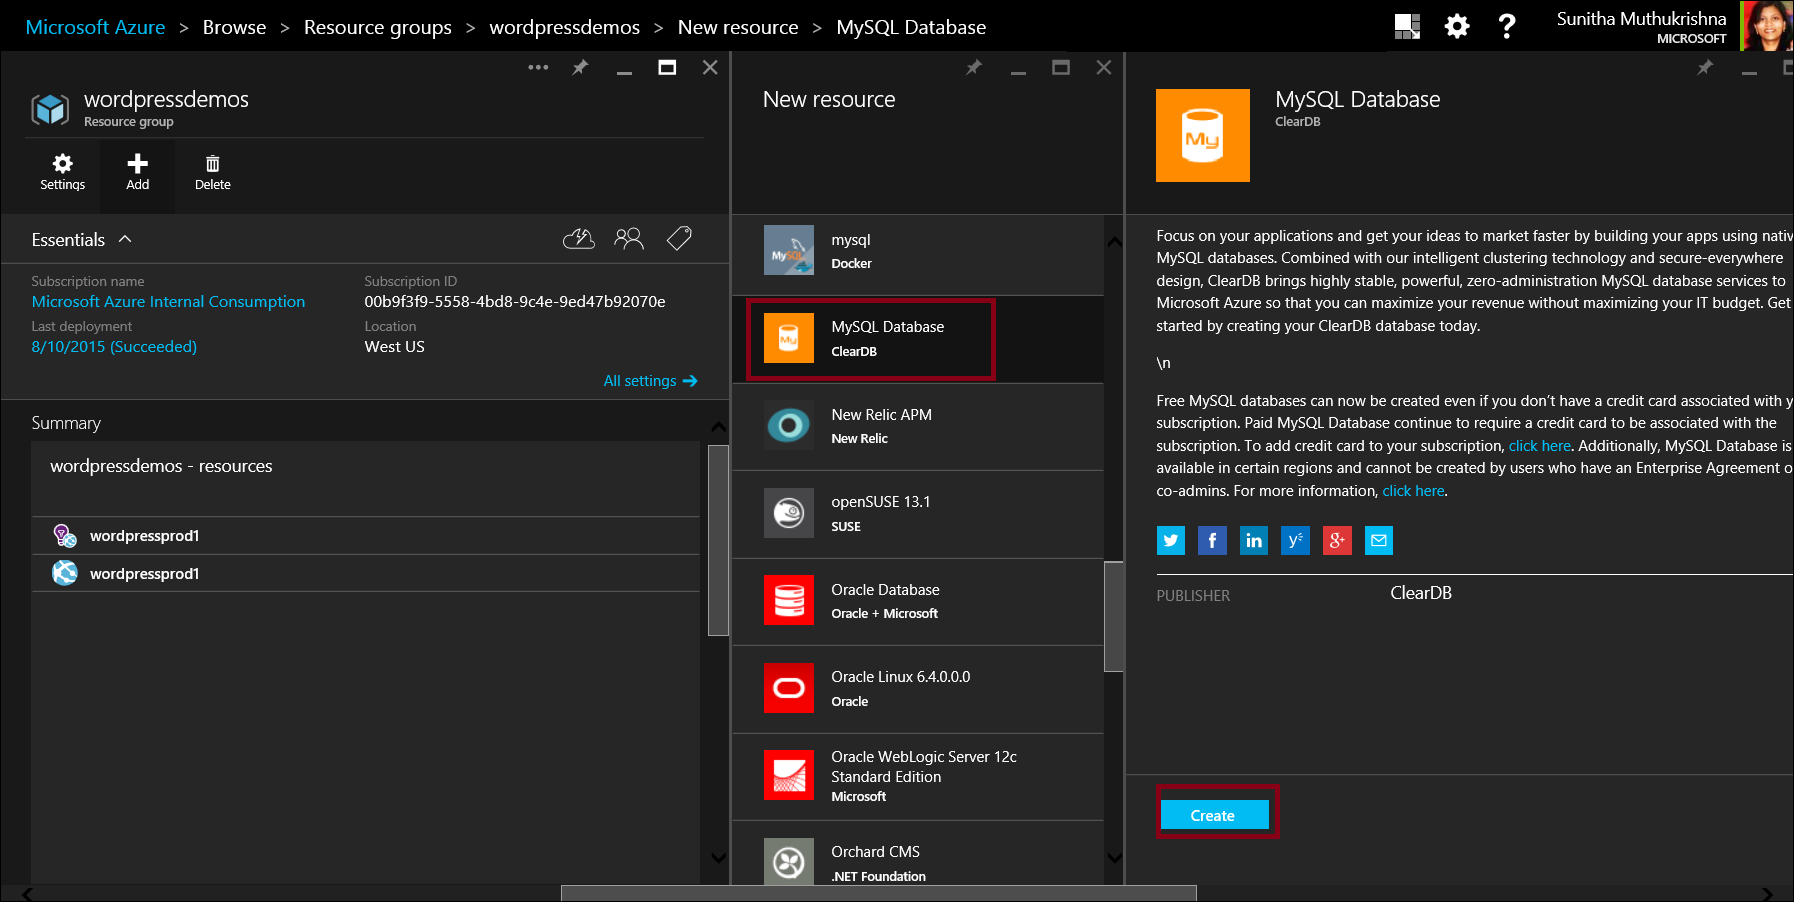 Microsoft Azure > Browse > Resource groups > wordpressdemos > New resource > MySQL Database
Sunitha Muthukrishna
MICROSOFT
wordpressdemos
Resource group
Settings
Add
Delete
Essentials
Subscription name
Microsoft Azure Internal Consumption
Last deployment
8/10/2015 (Succeeded)
Subscription ID
00b9f3f9-5558-4bd8-9c4e-9ed47b92070e
Location
West US
All settings
Summary
wordpressdemos - resources
wordpressprod1
wordpressprod1
New resource
MySQL
mysql
Docker
My
MySQL Database
ClearDB
New Relic APM
New Relic
openSUSE 13.1
SUSE
Oracle Database
Oracle + Microsoft
Oracle Linux 6.4.0.0.0
Oracle
Oracle WebLogic Server 12c
Standard Edition
Microsoft
Orchard CMS
.NET Foundation
My
MySQL Database
ClearDB
Focus on your applications and get your ideas to market faster by building your apps using nativ
MySQL databases. Combined with our intelligent clustering technology and secure-everywhere
design, ClearDB brings highly stable, powerful, zero-administration MySQL database services to
Microsoft Azure so that you can maximize your revenue without maximizing your IT budget. Get
started by creating your ClearDB database today.
\n
Free MySQL databases can now be created even if you don't have a credit card associated with y
subscription. Paid MySQL Database continue to require a credit card to be associated with the
subscription. To add credit card to your subscription, click here. Additionally, MySQL Database is
available in certain regions and cannot be created by users who have an Enterprise Agreement o
co-admins. For more information, click here.
PUBLISHER
ClearDB
Create